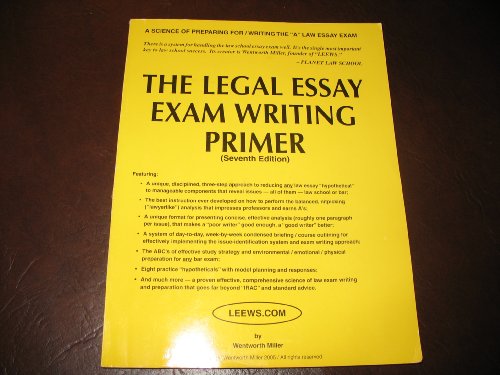 A SCIENCE OF PREPARING FOR / WRITING THE "A" LAW ESSAY EXAM
There is a system for handling the law school essay exam well. It's the single most important
key to law school success. Its creator is Wentworth Miller, founder of "LEEWS."
– PLANET LAW SCHOOL
THE LEGAL ESSAY
EXAM WRITING
PRIMER
(Seventh Edition)
Featuring:
• A unique, disciplined, three-step approach to reducing any law essay "hypothetical"
to manageable components that reveal issues — all of them — law school or bar;
• The best instruction ever developed on how to perform the balanced, nitpicking
("lawyerlike") analysis that impresses professors and earns A's.
• A unique format for presenting concise, effective analysis (roughly one paragraph
per issue), that makes a "poor writer" good enough, a "good writer" better;
• A system of day-to-day, week-by-week condensed briefing / course outlining for
effectively implementing the issue-identification system and exam writing approach;
• The ABC's of effective study strategy and environmental / emotional / physical
preparation for any bar exam;
• Eight practice "hypotheticals" with model planning and responses;
• And much more — a proven effective, comprehensive science of law exam writing
and preparation that goes far beyond "IRAC" and standard advice.
LEEWS.COM
by
Wentworth Miller
Wentworth Miller 2005 / All rights reserved